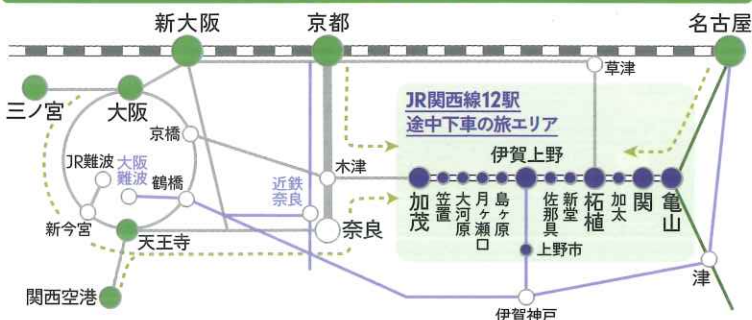 新大阪
京都
名古屋
三ノ宮
大阪
草津
JR関西線12駅
途中下車の旅エリア
京橋
JR難波
大阪
難波
鶴橋
近鉄
奈良
木津
伊賀上野
加茂
笠置
大河原
月ヶ瀬口
島ヶ原
佐那具
新堂
柘植
加太
関
亀山
新今宮
天王寺
奈良
上野市
津
関西空港
伊賀神戸